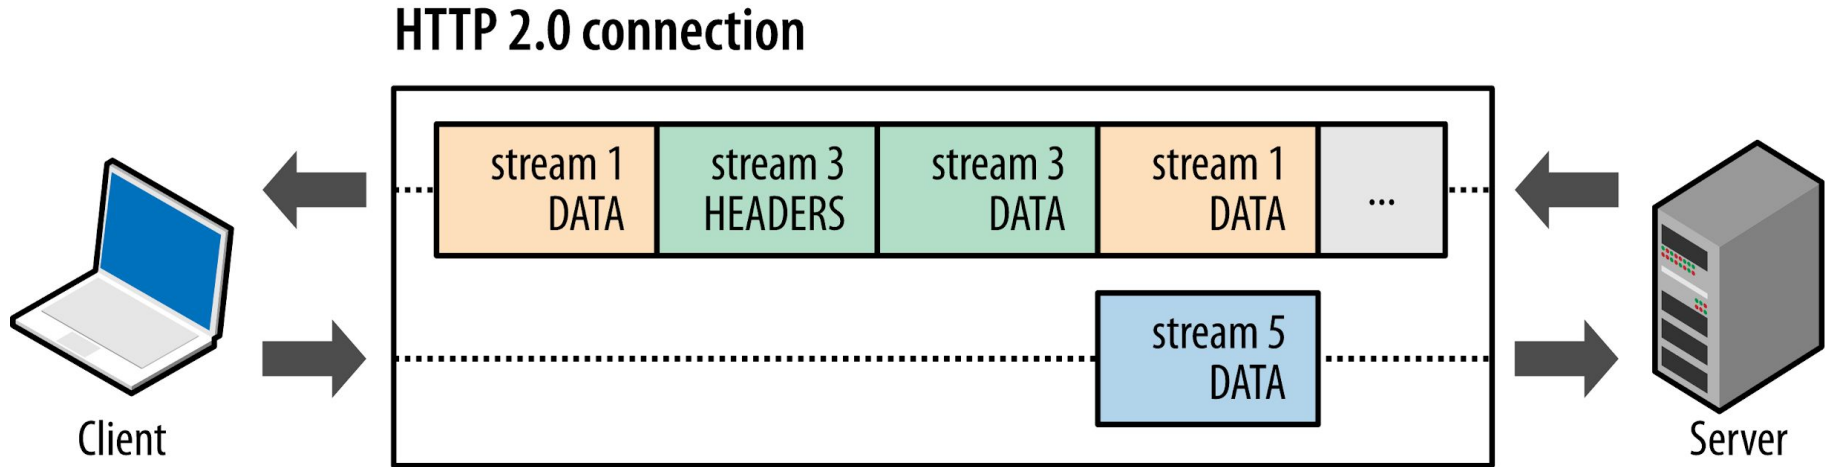 HTTP 2.0 connection
stream 1
DATA
stream 3
HEADERS
stream 3
DATA
stream 1
DATA
...
stream 5
DATA
Client
Server